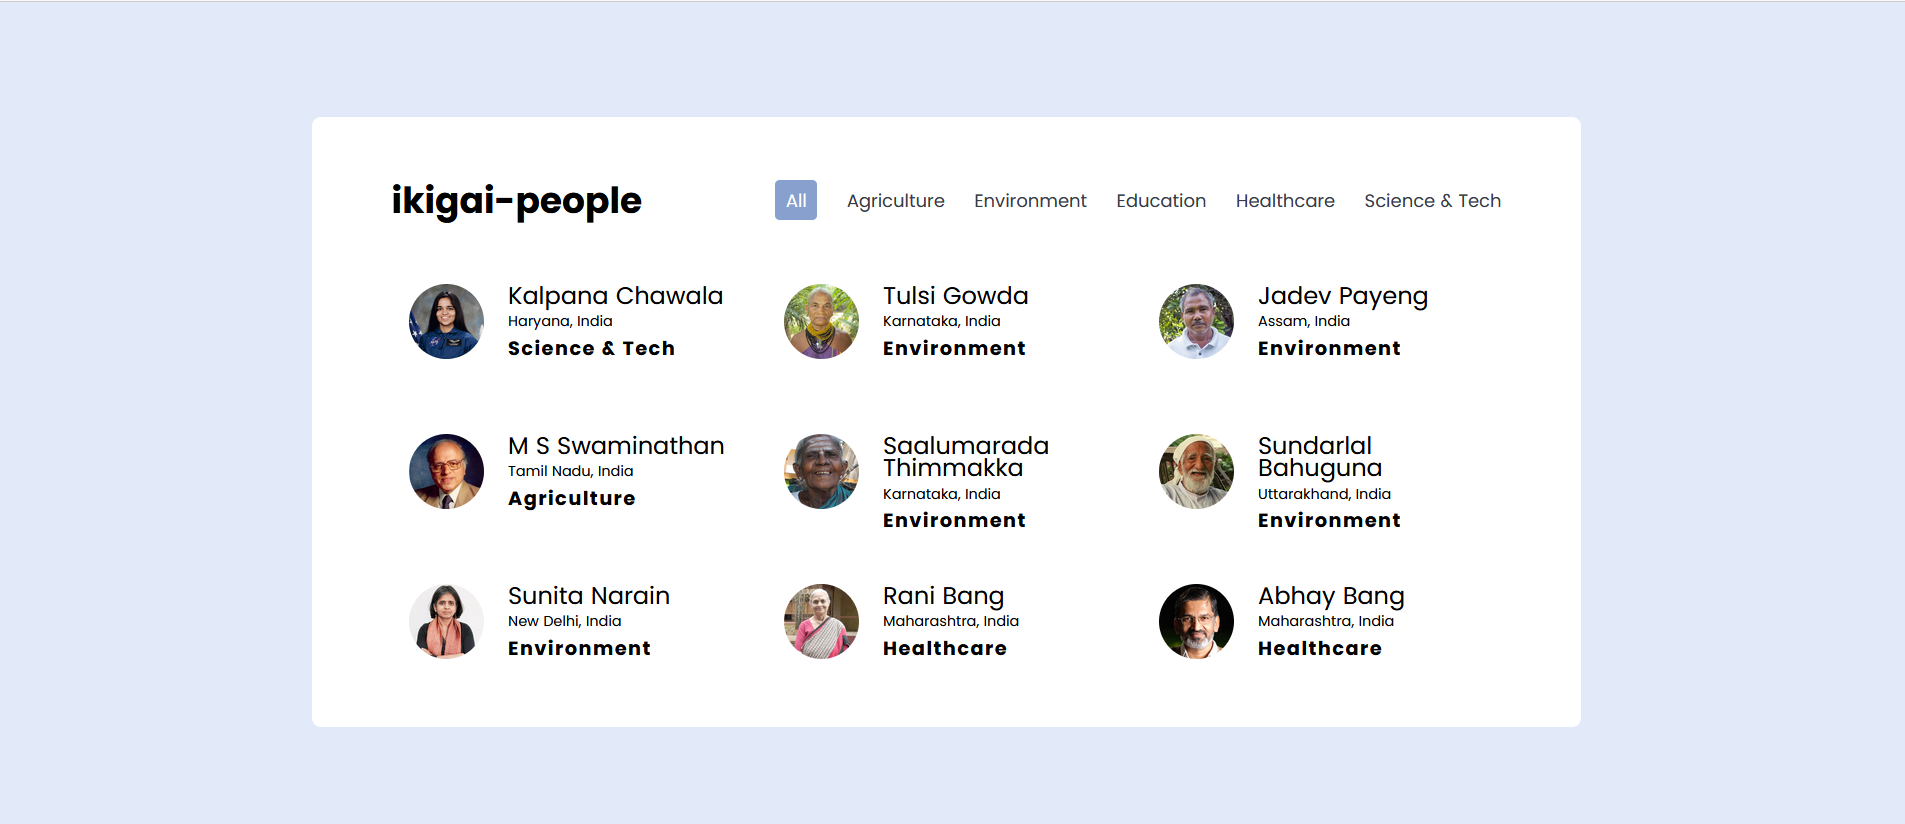 ikigai-people
All Agriculture Environment Education Healthcare Science & Tech
Kalpana Chawala
Haryana, India
Science & Tech
Tulsi Gowda
Karnataka, India
Environment
Jadev Payeng
Assam, India
Environment
M S Swaminathan
Tamil Nadu, India
Agriculture
Saalumarada
Thimmakka
Karnataka, India
Environment
Sundarlal
Bahuguna
Uttarakhand, India
Environment
Sunita Narain
New Delhi, India
Environment
Rani Bang
Maharashtra, India
Healthcare
Abhay Bang
Maharashtra, India
Healthcare